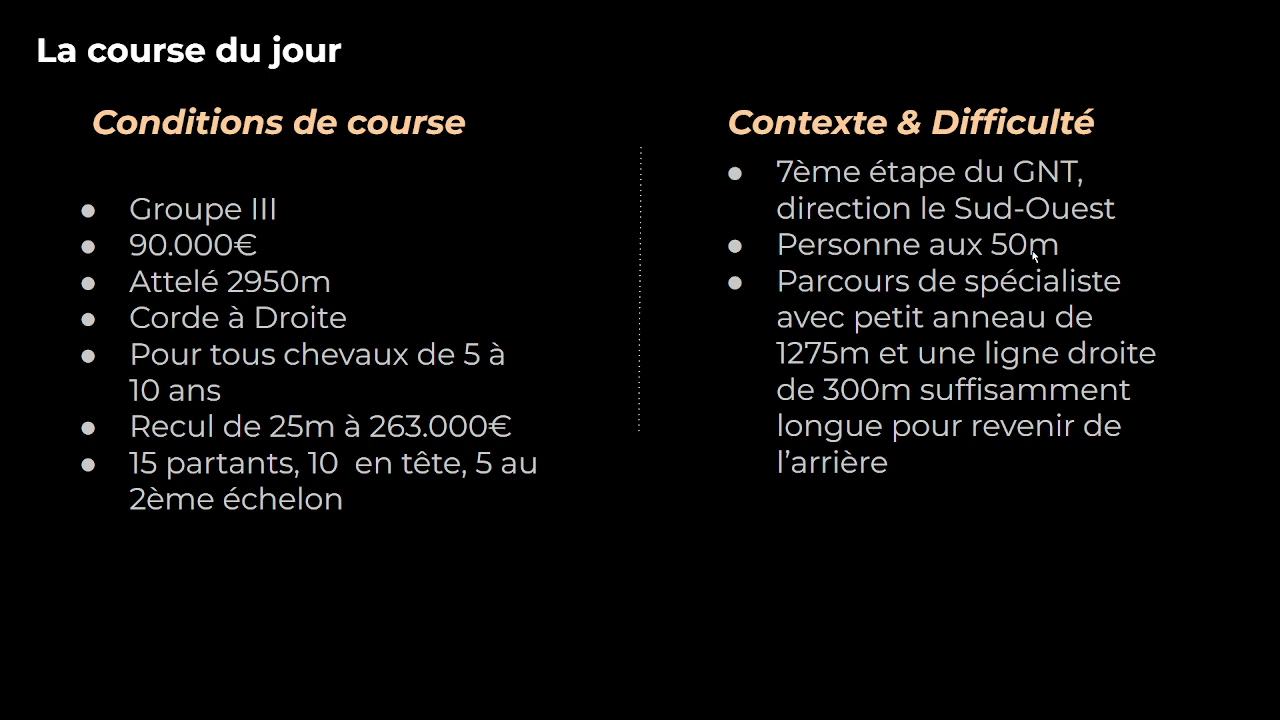 La course du jour
Conditions de course
● Groupe III
● 90.000€
● Attelé 2950m
● Corde à Droite
● Pour tous chevaux de 5 à
10 ans
● Recul de 25m à 263.000€
● 15 partants, 10 en tête, 5 au
2ème échelon
Contexte & Difficulté
● 7ème étape du GNT,
direction le Sud-Ouest
● Personne aux 50m
● Parcours de spécialiste
avec petit anneau de
1275m et une ligne droite
de 300m suffisamment
longue pour revenir de
l’arrière